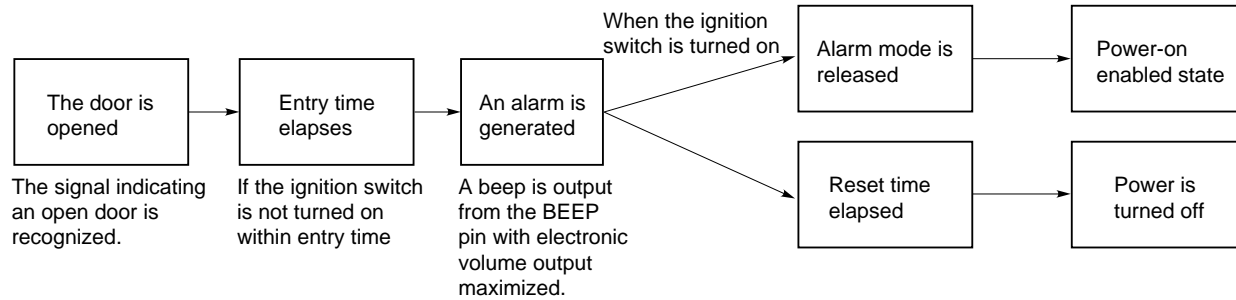 When the ignition
switch is turned on
The door is
opened
Entry time
elapses
An alarm is
generated
Alarm mode is
released
Power-on
enabled state
The signal indicating
an open door is
recognized.
If the ignition switch
is not turned on
within entry time
A beep is output
from the BEEP
pin with electronic
volume output
maximized.
Reset time
elapsed
Power is
turned off